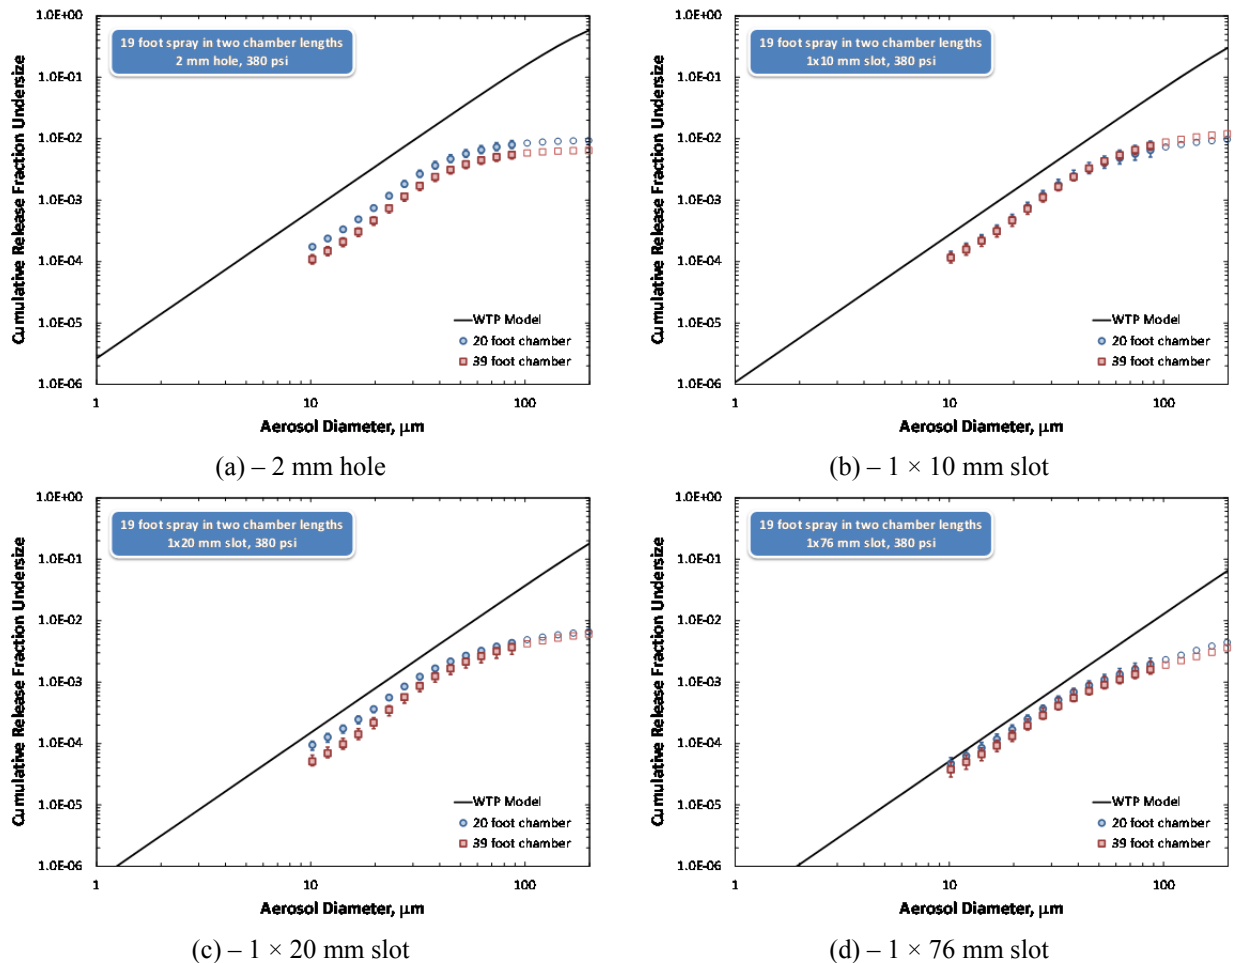 Cumulative Release Fraction Undersize
1.0E+00
1.0E-01
1.0E-02
1.0E-03
1.0E-04
1.0E-05
1.0E-06
19 foot spray in two chamber lengths
2 mm hole, 380 psi
WTP Model
20 foot chamber
39 foot chamber
1
10
100
Aerosol Diameter, µm
(a) – 2 mm hole
Cumulative Release Fraction Undersize
1.0E+00
1.0E-01
1.0E-02
1.0E-03
1.0E-04
1.0E-05
1.0E-06
19 foot spray in two chamber lengths
1x10 mm slot, 380 psi
WTP Model
20 foot chamber
39 foot chamber
1
10
100
Aerosol Diameter, µm
(b) – 1 × 10 mm slot
Cumulative Release Fraction Undersize
1.0E+00
1.0E-01
1.0E-02
1.0E-03
1.0E-04
1.0E-05
1.0E-06
19 foot spray in two chamber lengths
1x20 mm slot, 380 psi
WTP Model
20 foot chamber
39 foot chamber
1
10
100
Aerosol Diameter, µm
(c) – 1 × 20 mm slot
Cumulative Release Fraction Undersize
1.0E+00
1.0E-01
1.0E-02
1.0E-03
1.0E-04
1.0E-05
1.0E-06
19 foot spray in two chamber lengths
1x76 mm slot, 380 psi
WTP Model
20 foot chamber
39 foot chamber
1
10
100
Aerosol Diameter, µm
(d) – 1 × 76 mm slot